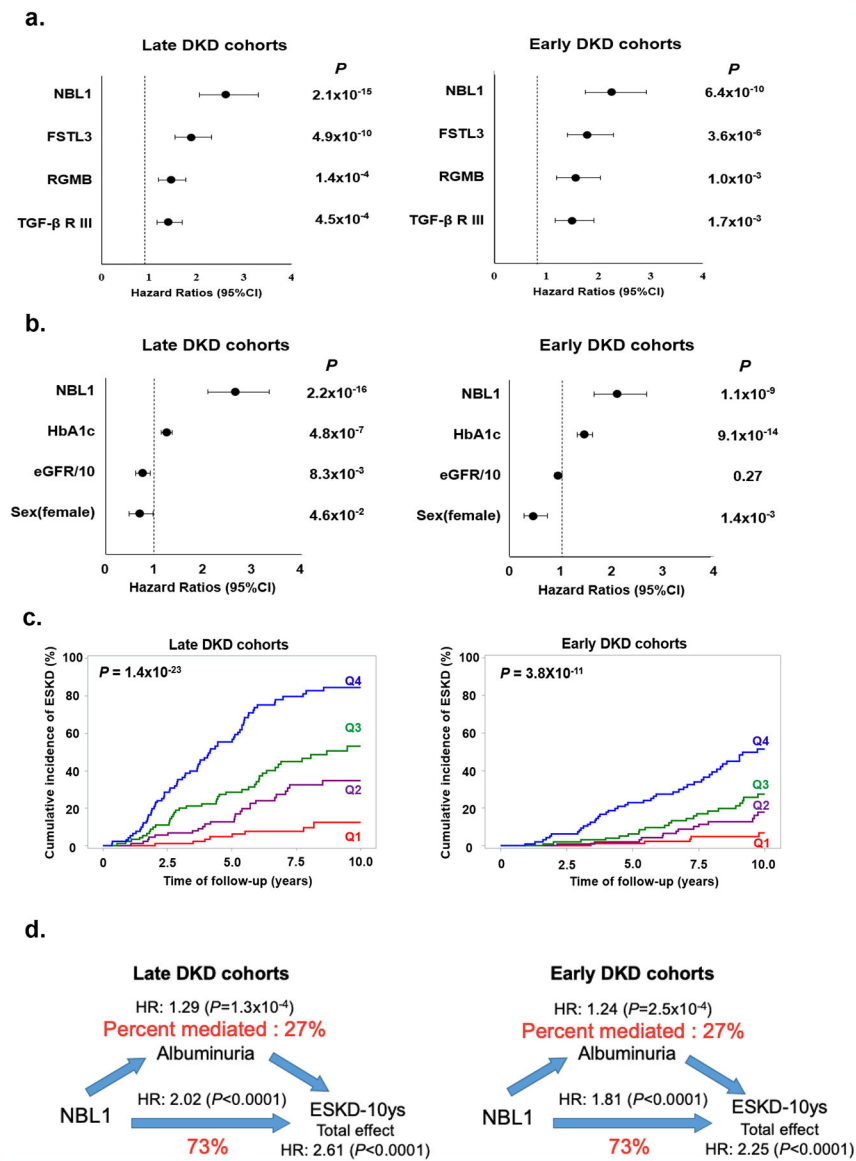 a.
Late DKD cohorts
P
NBL1
2.1x10-15
FSTL3
4.9x10-10
RGMB
1.4x10-4
TGF-β R III
4.5x10-4
0 1 2 3 4
Hazard Ratios (95%CI)
Early DKD cohorts
P
NBL1
6.4x10-10
FSTL3
3.6x10-6
RGMB
1.0x10-3
TGF-β R III
1.7x10-3
0 1 2 3 4
Hazard Ratios (95%CI)
b.
Late DKD cohorts
P
NBL1
2.2x10-16
HbA1c
4.8x10-7
eGFR/10
8.3x10-3
Sex(female)
4.6x10-2
0 1 2 3 4
Hazard Ratios (95%CI)
Early DKD cohorts
P
NBL1
1.1x10-9
HbA1c
9.1x10-14
eGFR/10
0.27
Sex(female)
1.4x10-3
0 1 2 3 4
Hazard Ratios (95%CI)
c.
Late DKD cohorts
Cumulative Incidence of ESKD (%)
100
80
60
40
20
0
P = 1.4x10-23
Q4
Q3
Q2
Q1
0 2.5 5.0 7.5 10.0
Time of follow-up (years)
Early DKD cohorts
Cumulative Incidence of ESKD (%)
100
80
60
40
20
0
P = 3.8X10-11
Q4
Q3
Q2
Q1
0 2.5 5.0 7.5 10.0
Time of follow-up (years)
d.
Late DKD cohorts
HR: 1.29 (P=1.3x10-4)
Percent mediated : 27%
Albuminuria
HR: 2.02 (P<0.0001)
NBL1
73%
ESKD-10ys
Total effect
HR: 2.61 (P<0.0001)
Early DKD cohorts
HR: 1.24 (P=2.5x10-4)
Percent mediated : 27%
Albuminuria
HR: 1.81 (P<0.0001)
NBL1
73%
ESKD-10ys
Total effect
HR: 2.25 (P<0.0001)